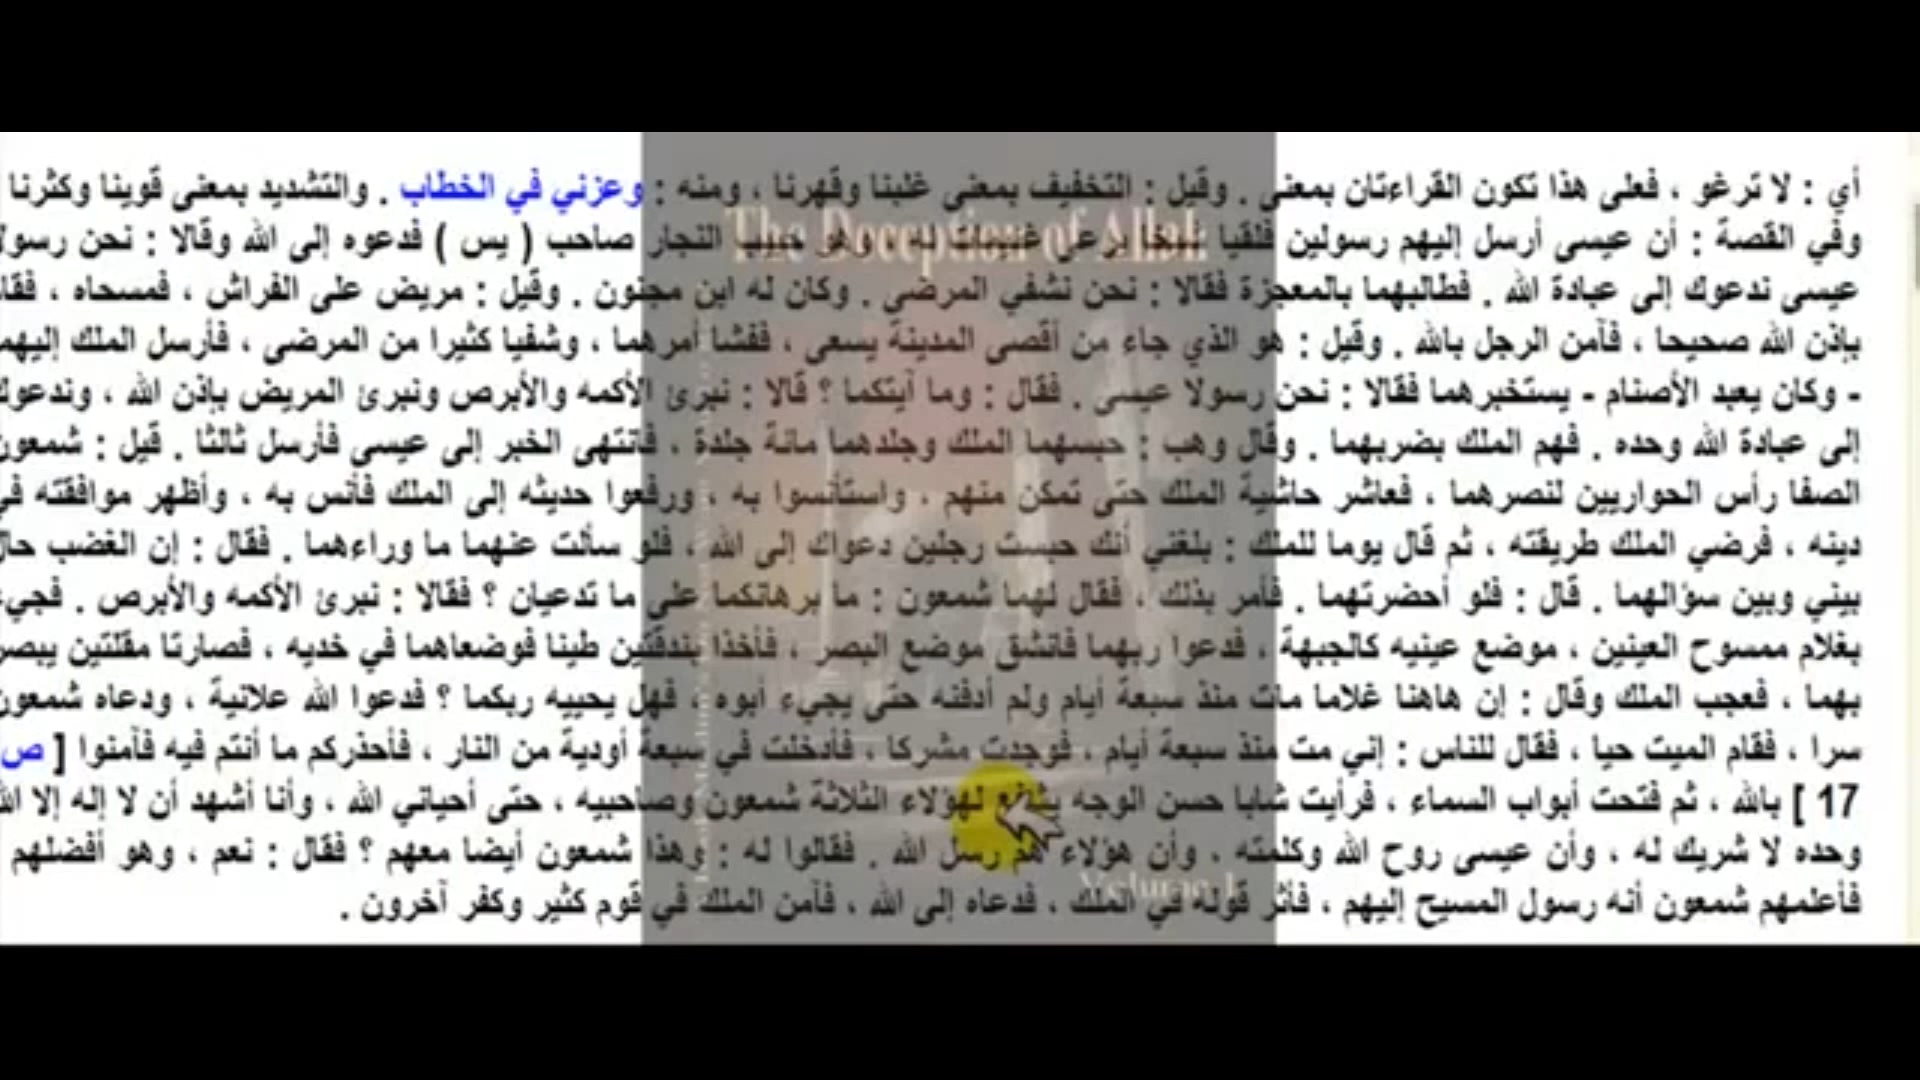 أي : لا ترغو ، فعلى هذا تكون القراءتان بمعنى . وقيل : التخفيف بمعنى غلبنا وقهرنا ، ومنه : وعزني في الخطاب . والتشديد بمعنى قوينا وكثرنا
وفي القصة : أن عيسى أرسل إليهم رسولين فلقيا شيخا يرعى غنيمات له ، وهو حبيب النجار صاحب ( يس ) فدعوه إلى الله وقالا : نحن رسولا
عيسى ندعوك إلى عبادة الله . فطالبهما بالمعجزة فقالا : نحن نشفي المرضى . وكان له ابن مجنون . وقيل : مريض على الفراش ، فمسحاه ، فقام
بإذن الله صحيحا ، فآمن الرجل بالله . وقيل : هو الذي جاء من أقصى المدينة يسعى ، ففشا أمرهما ، وشفيا كثيرا من المرضى ، فأرسل الملك إليهما
- وكان يعبد الأصنام - يستخبرهما فقالا : نحن رسولا عيسى . فقال : وما آيتكما ؟ قالا : نبرئ الأكمه والأبرص ونبرئ المريض بإذن الله ، وندعوك
إلى عبادة الله وحده . فهم الملك بضربهما . وقال وهب : حبسهما الملك وجلدهما مائة جلدة ، فانتهى الخبر إلى عيسى فأرسل ثالثا . قيل : شمعون
الصفا رأس الحواريين لنصرهما ، فعاشر حاشية الملك حتى تمكن منهم ، واستأنسوا به ، ورفعوا حديثه إلى الملك فأنس به ، وأظهر موافقته في
دينه ، فرضي الملك طريقته ، ثم قال يوما للملك : بلغني أنك حبست رجلين دعواك إلى الله ، فلو سألت عنهما ما وراءهما . فقال : إن الغضب حال
بيني وبين سؤالهما . قال : فلو أحضرتهما . فأمر بذلك ، فقال لهما شمعون : ما برهانكما على ما تدعيان ؟ فقالا : نبرئ الأكمه والأبرص . فجيء
بغلام ممسوح العينين ، موضع عينيه كالجبهة ، فدعوا ربهما فانشق موضع البصر ، فأخذا بندقتين طينا فوضعاهما في خديه ، فصارتا مقلتين يبصر
بهما ، فعجب الملك وقال : إن هاهنا غلاما مات منذ سبعة أيام ولم أدفنه حتى يجيء أبوه ، فهل يحييه ربكما ؟ فدعوا الله علانية ، ودعاه شمعون
سرا ، فقام الميت حيا ، فقال للناس : إني مت منذ سبعة أيام ، فوجدت مشركا ، فأدخلت في سبعة أودية من النار ، فأحذركم ما أنتم فيه فآمنوا [ ص
17 ] بالله ، ثم فتحت أبواب السماء ، فرأيت شابا حسن الوجه يشفع لهؤلاء الثلاثة شمعون وصاحبيه ، حتى أحياني الله ، وأنا أشهد أن لا إله إلا الله
وحده لا شريك له ، وأن عيسى روح الله وكلمته ، وأن هؤلاء هم رسل الله . فقالوا له : وهذا شمعون أيضا معهم ؟ فقال : نعم ، وهو أفضلهم
فأعلمهم شمعون أنه رسول المسيح إليهم ، فأثر قوله في الملك ، فدعاه إلى الله ، فآمن الملك في قوم كثير وكفر آخرون .
The Deception of Allah
Volume 1